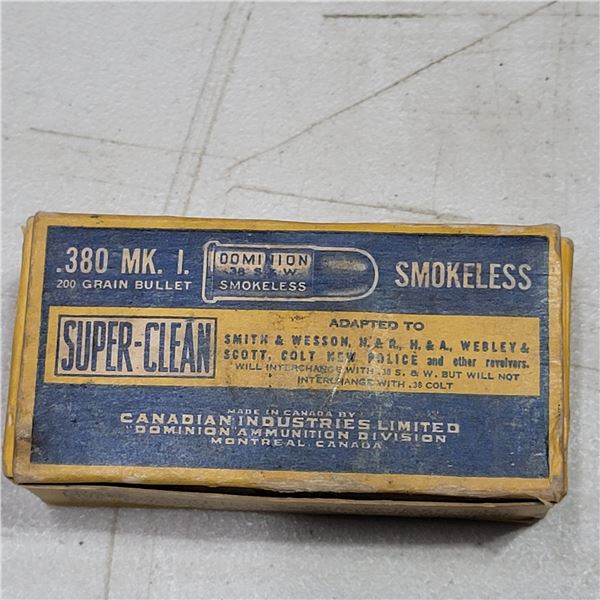 .380 MK. I.
200 GRAIN BULLET
DOMINION
.38 S. & W.
SMOKELESS
SMOKELESS
SUPER-CLEAN
ADAPTED TO
SMITH & WESSON, H. & R., H. & A., WEBLEY &
SCOTT, COLT NEW POLICE and other revolvers.
WILL INTERCHANGE WITH .38 S. & W. BUT WILL NOT
INTERCHANGE WITH .38 COLT
MADE IN CANADA BY
CANADIAN INDUSTRIES LIMITED
"DOMINION" AMMUNITION DIVISION
MONTREAL, CANADA